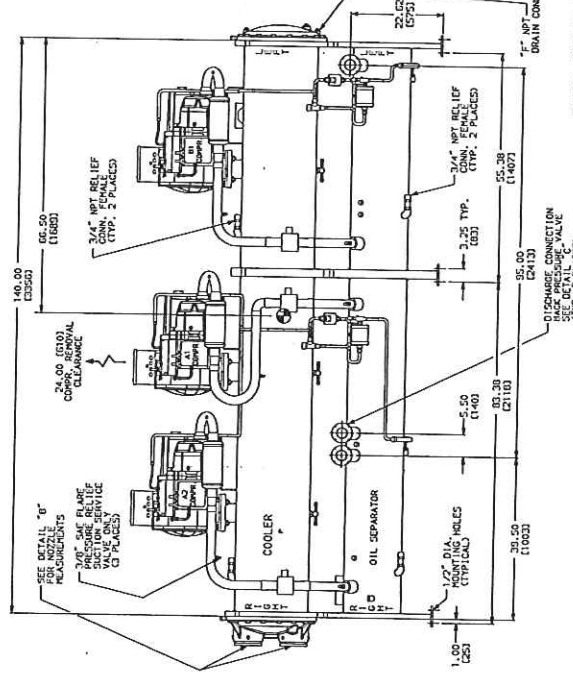 140.00
[3556]
66.50
[1689]
24.00 [610]
COMPR. REMOVAL
CLEARANCE
SEE DETAIL "B"
FOR NOZZLE
MEASUREMENTS
3/8" SAE FLARE
PRESSURE RELIEF
SUCTION SERVICE
VALVE ONLY
(3 PLACES)
3/4" NPT RELIEF
CONN. FEMALE
(TYP. 2 PLACES)
22.62
[575]
"F" NPT
DRAIN CON
A2
COMPR.
A1
COMPR.
B1
COMPR.
COOLER
OIL SEPARATOR
RIGHT
RIGHT
LEFT
LEFT
3/4" NPT RELIEF
CONN. FEMALE
(TYP. 2 PLACES)
3.25 TYP.
[83]
55.38
[1407]
5.50
[140]
95.00
[2413]
83.38
[2118]
39.50
[1003]
1.00
[25]
1/2" DIA.
MOUNTING HOLES
(TYPICAL)
DISCHARGE CONNECTION
BACK PRESSURE VALVE
SEE DETAIL "C"